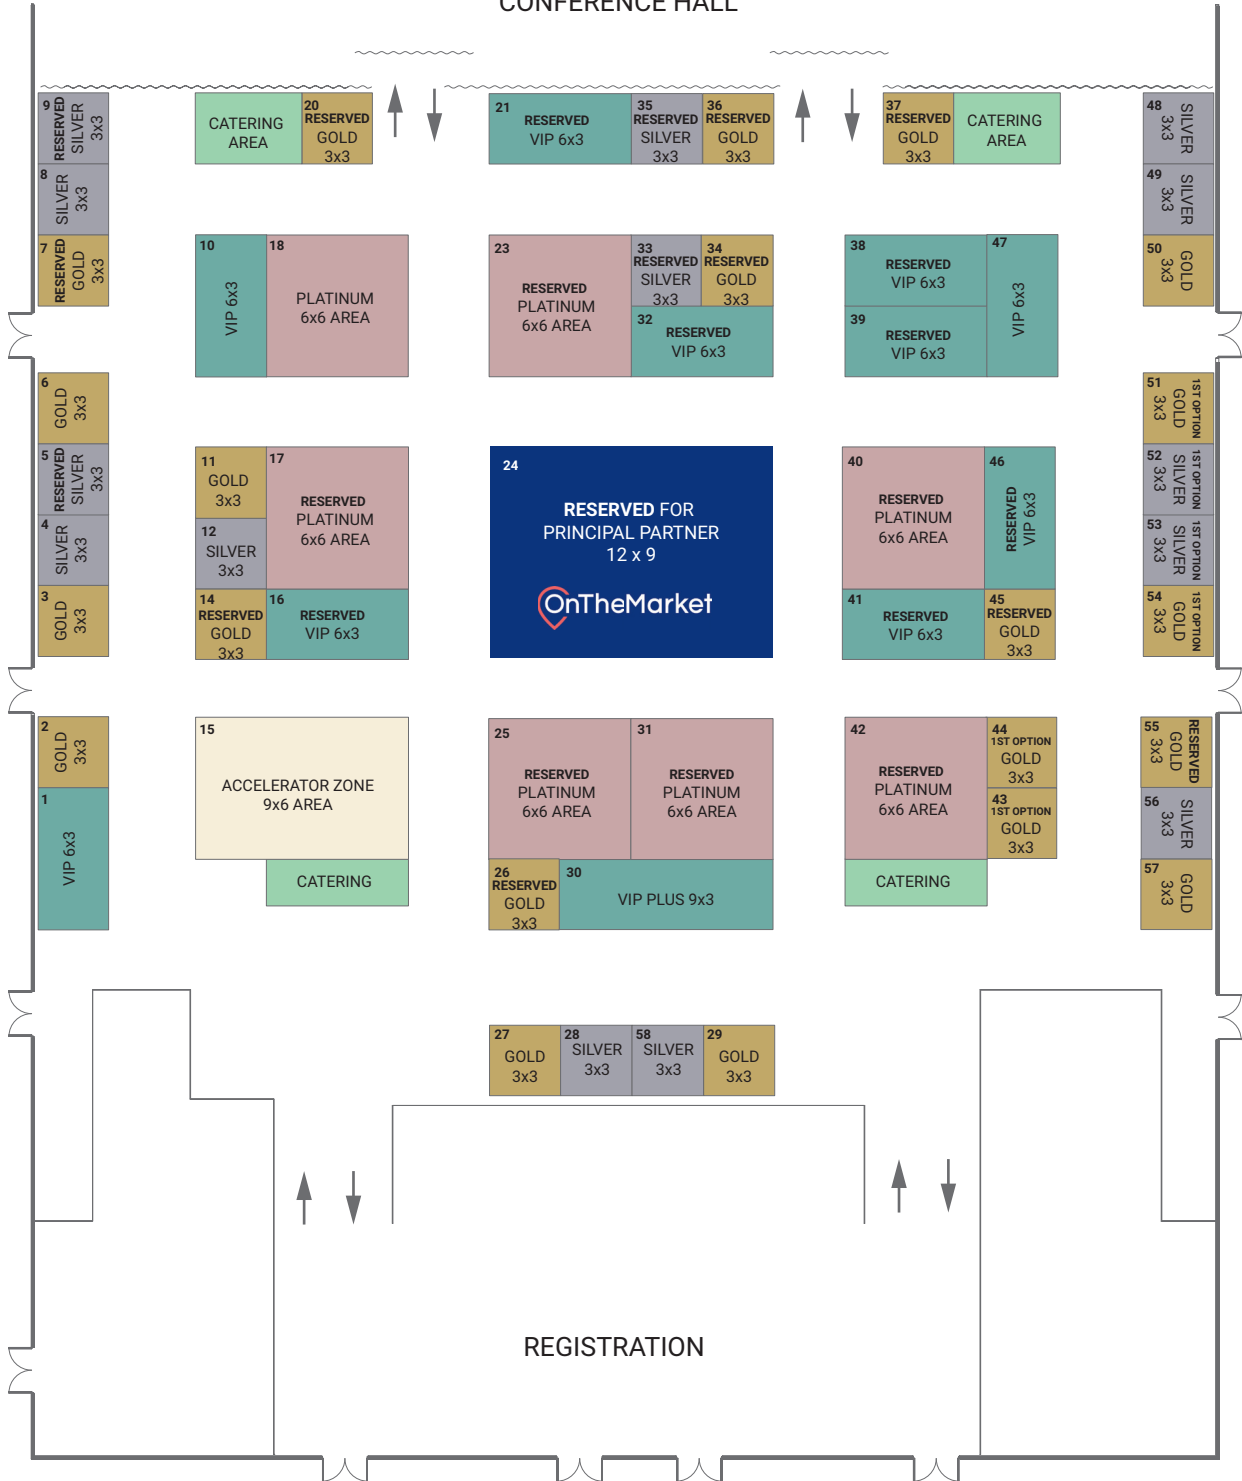 CONFERENCE HALL
9
RESERVED
SILVER
3x3
CATERING
AREA
20
RESERVED
GOLD
3x3
21
RESERVED
VIP 6x3
35
RESERVED
SILVER
3x3
36
RESERVED
GOLD
3x3
37
RESERVED
GOLD
3x3
CATERING
AREA
48
SILVER
3x3
8
SILVER
3x3
49
SILVER
3x3
7
RESERVED
GOLD
3x3
10
VIP 6x3
18
PLATINUM
6x6 AREA
23
RESERVED
PLATINUM
6x6 AREA
33
RESERVED
SILVER
3x3
34
RESERVED
GOLD
3x3
32
RESERVED
VIP 6x3
38
RESERVED
VIP 6x3
39
RESERVED
VIP 6x3
47
VIP 6x3
50
GOLD
3x3
6
GOLD
3x3
51
1ST OPTION
GOLD
3x3
5
RESERVED
SILVER
3x3
4
SILVER
3x3
3
GOLD
3x3
11
GOLD
3x3
12
SILVER
3x3
14
RESERVED
GOLD
3x3
17
RESERVED
PLATINUM
6x6 AREA
16
RESERVED
VIP 6x3
24
RESERVED FOR
PRINCIPAL PARTNER
12 x 9
OnTheMarket
40
RESERVED
PLATINUM
6x6 AREA
46
RESERVED
VIP 6x3
41
RESERVED
VIP 6x3
45
RESERVED
GOLD
3x3
52
1ST OPTION
SILVER
3x3
53
1ST OPTION
SILVER
3x3
54
1ST OPTION
GOLD
3x3
2
GOLD
3x3
1
VIP 6x3
15
ACCELERATOR ZONE
9x6 AREA
CATERING
25
RESERVED
PLATINUM
6x6 AREA
31
RESERVED
PLATINUM
6x6 AREA
26
RESERVED
GOLD
3x3
30
VIP PLUS 9x3
42
RESERVED
PLATINUM
6x6 AREA
44
1ST OPTION
GOLD
3x3
43
1ST OPTION
GOLD
3x3
CATERING
55
RESERVED
GOLD
3x3
56
SILVER
3x3
57
GOLD
3x3
27
GOLD
3x3
28
SILVER
3x3
58
SILVER
3x3
29
GOLD
3x3
REGISTRATION